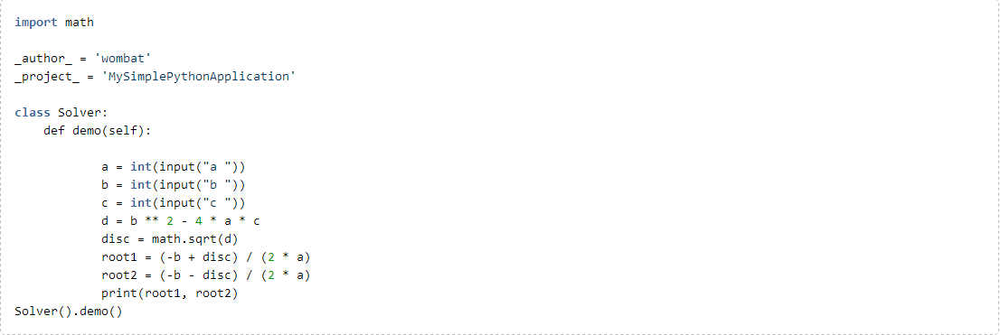 import math
_author_ = 'wombat'
_project_ = 'MySimplePythonApplication'
class Solver:
    def demo(self):
            a = int(input("a "))
            b = int(input("b "))
            c = int(input("c "))
            d = b ** 2 - 4 * a * c
            disc = math.sqrt(d)
            root1 = (-b + disc) / (2 * a)
            root2 = (-b - disc) / (2 * a)
            print(root1, root2)
Solver().demo()